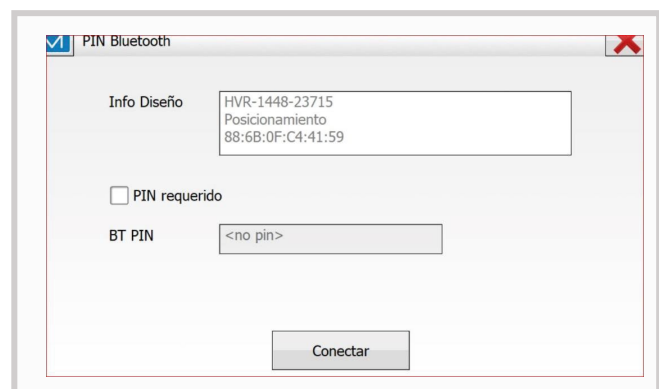 PIN Bluetooth
Info Diseño
HVR-1448-23715
Posicionamiento
88:6B:0F:C4:41:59
PIN requerido
BT PIN
<no pin>
Conectar